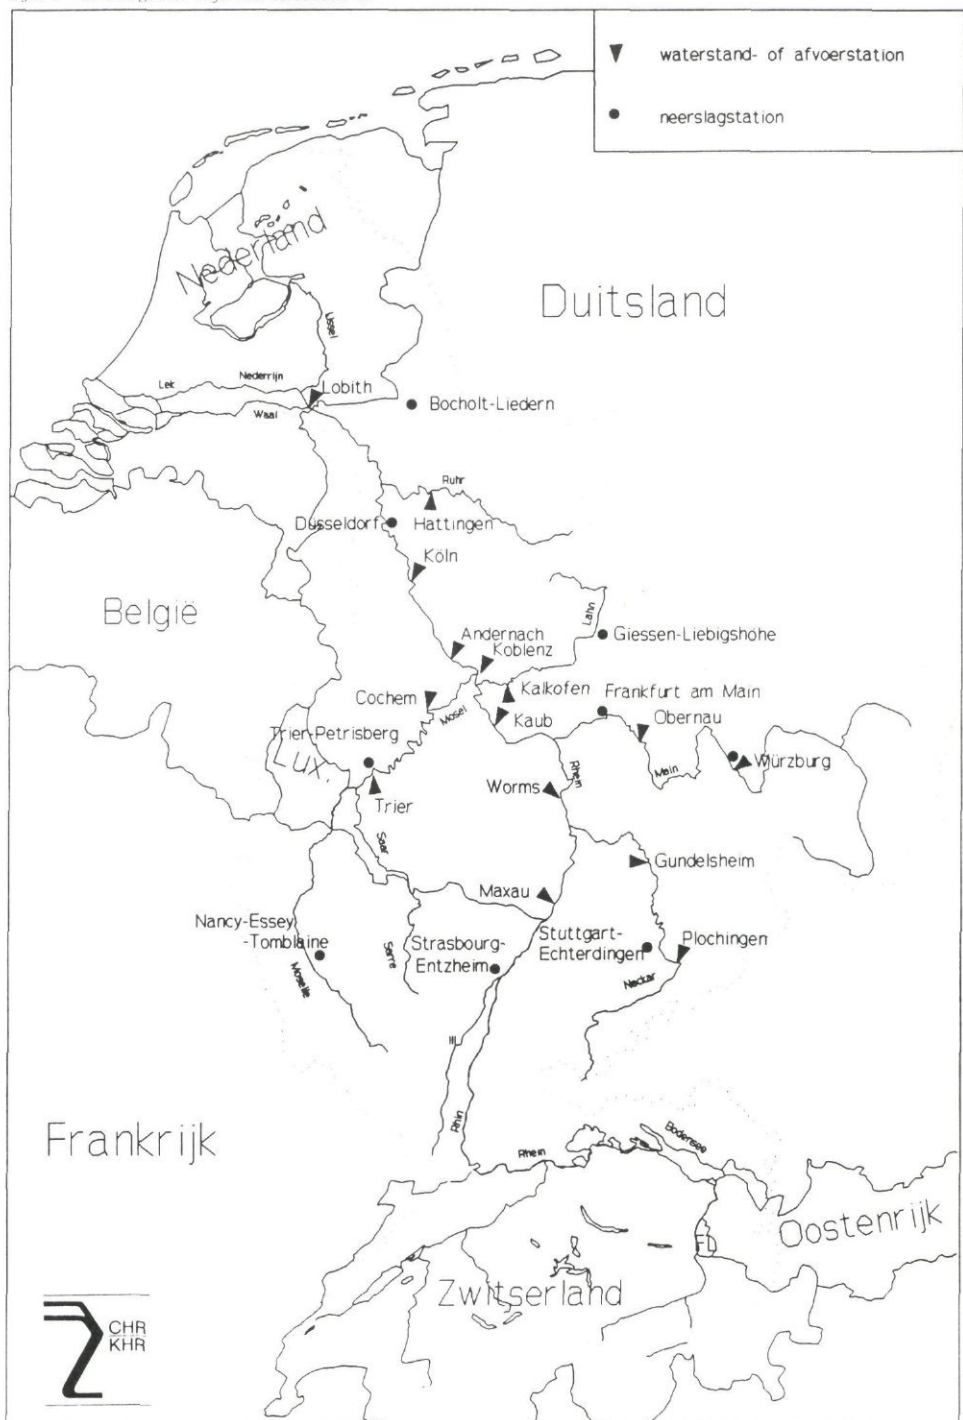 waterstand- of afvoerstation
neerslagstation
Nederland
Duitsland
IJssel
Lek
Nederrijn
Lobith
Waal
Bocholt-Liedern
Ruhr
Düsseldorf
Hattingen
Köln
België
Lahn
Andernach
Giessen-Liebigshöhe
Koblenz
Cochem
Kalkofen
Frankfurt am Main
Mosel
Kaub
Obernau
Trier-Petrisberg
Lux.
Rhein
Main
Würzburg
Worms
Trier
Saar
Gundelsheim
Maxau
Nancy-Essey
-Tomblaine
Sarre
Strasbourg-
Entzheim
Stuttgart-
Echterdingen
Plochingen
Moselle
Neckar
Ill
Rhin
Frankrijk
Rhein
Bodensee
Oostenrijk
FL
Zwitserland
CHR
KHR